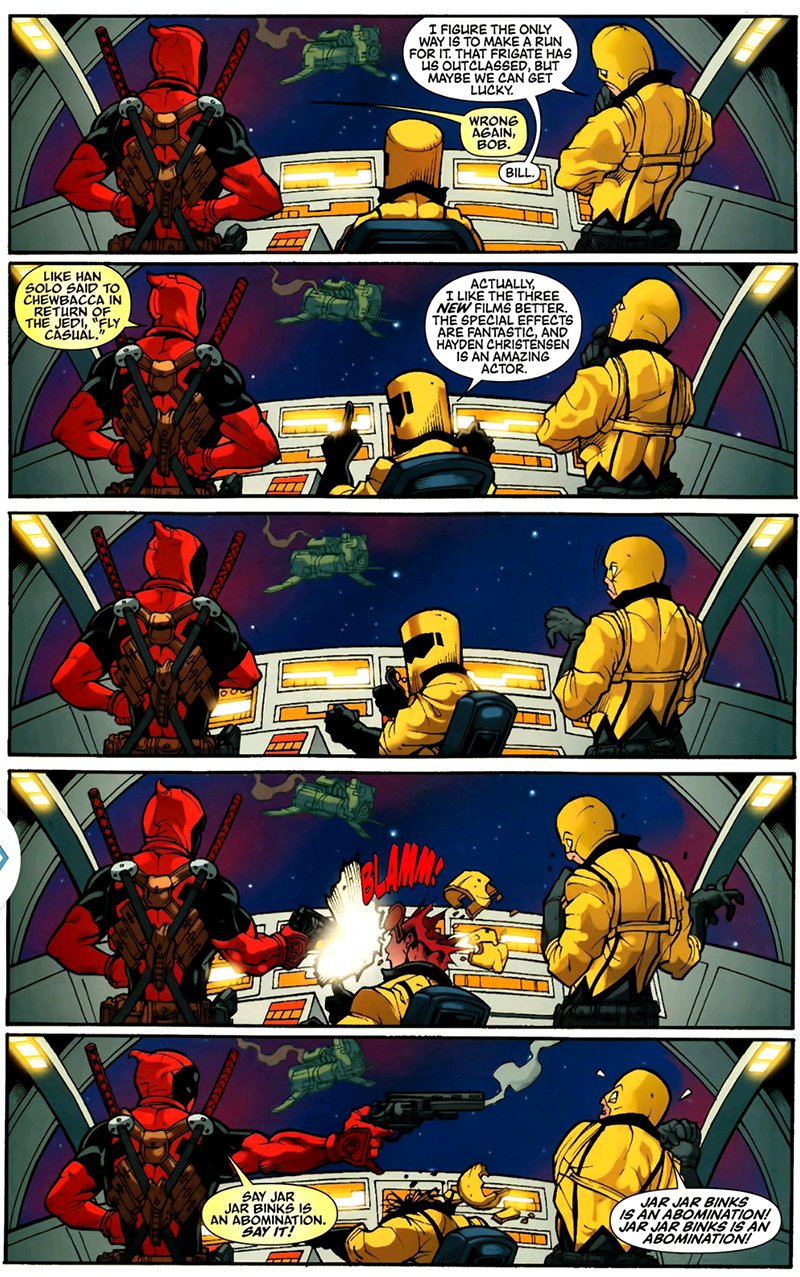 I FIGURE THE ONLY
WAY IS TO MAKE A RUN
FOR IT. THAT FRIGATE HAS
US OUTCLASSED, BUT
MAYBE WE CAN GET
LUCKY.
WRONG
AGAIN,
BOB.
BILL.
LIKE HAN
SOLO SAID TO
CHEWBACCA IN
RETURN OF
THE JEDI, "FLY
CASUAL."
ACTUALLY,
I LIKE THE THREE
NEW FILMS BETTER.
THE SPECIAL EFFECTS
ARE FANTASTIC, AND
HAYDEN CHRISTENSEN
IS AN AMAZING
ACTOR.
BLAMM!
SAY JAR
JAR BINKS IS
AN ABOMINATION.
SAY IT!
JAR JAR BINKS
IS AN ABOMINATION!
JAR JAR BINKS IS AN
ABOMINATION!